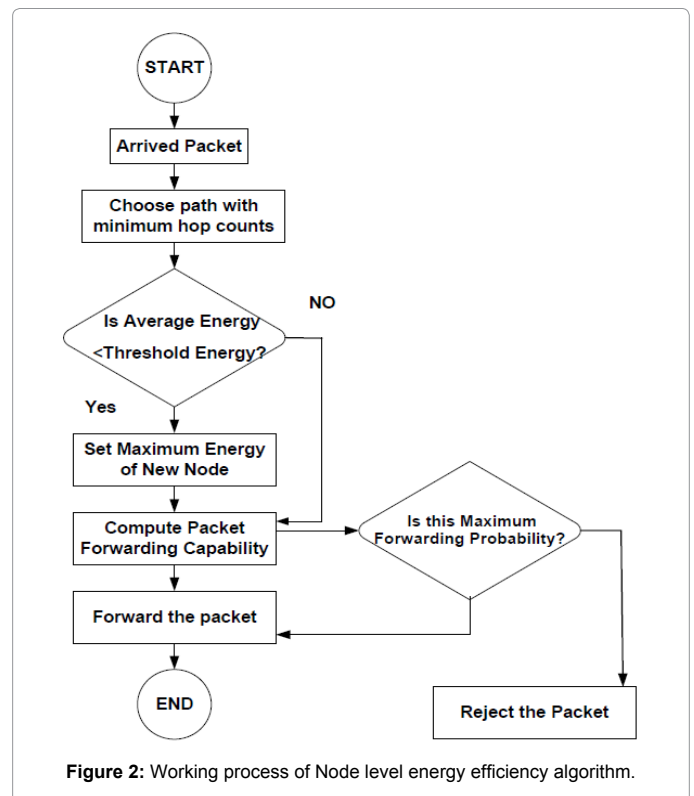 START
Arrived Packet
Choose path with
minimum hop counts
NO
Is Average Energy
<Threshold Energy?
Yes
Set Maximum Energy
of New Node
Compute Packet
Forwarding Capability
Is this Maximum
Forwarding Probability?
Forward the packet
END
Reject the Packet
Figure 2: Working process of Node level energy efficiency algorithm.